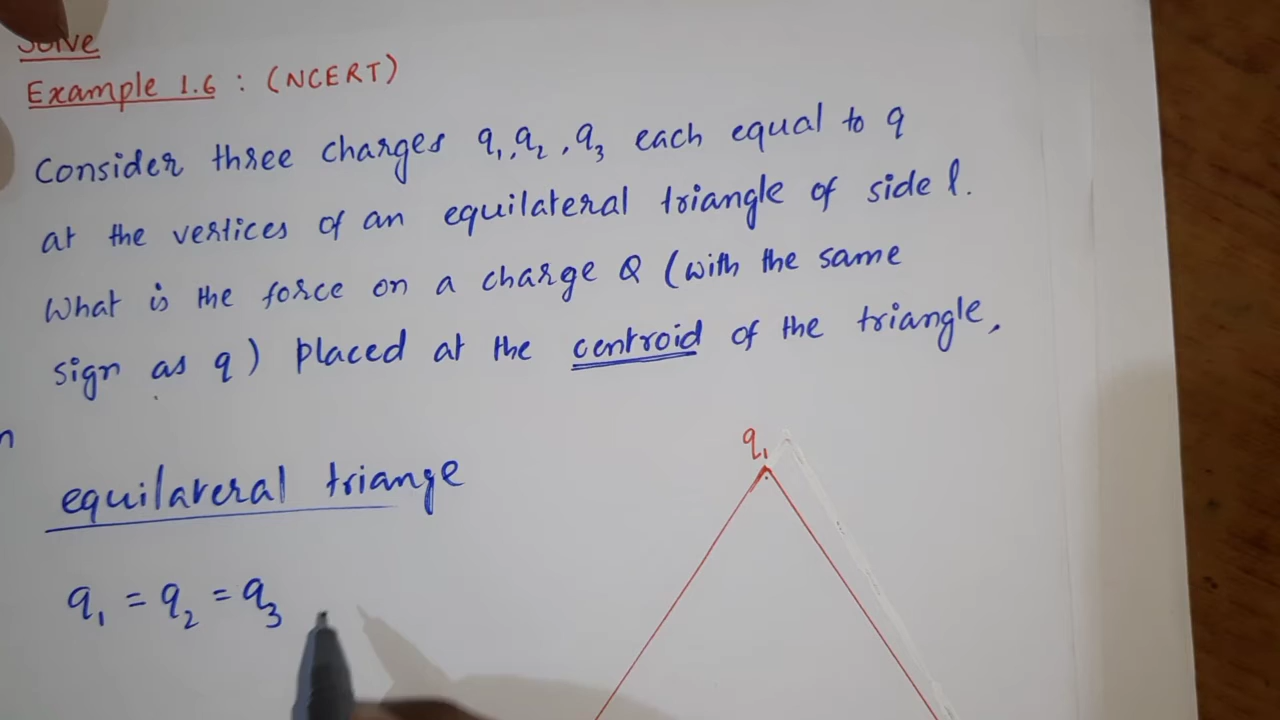 Solve
Example 1.6 : (NCERT)
Consider three charges q₁, q₂, q₃ each equal to q
at the vertices of an equilateral triangle of side l.
What is the force on a charge Q (with the same
sign as q) placed at the centroid of the triangle,
equilateral triange
q₁
q₁ = q₂ = q₃